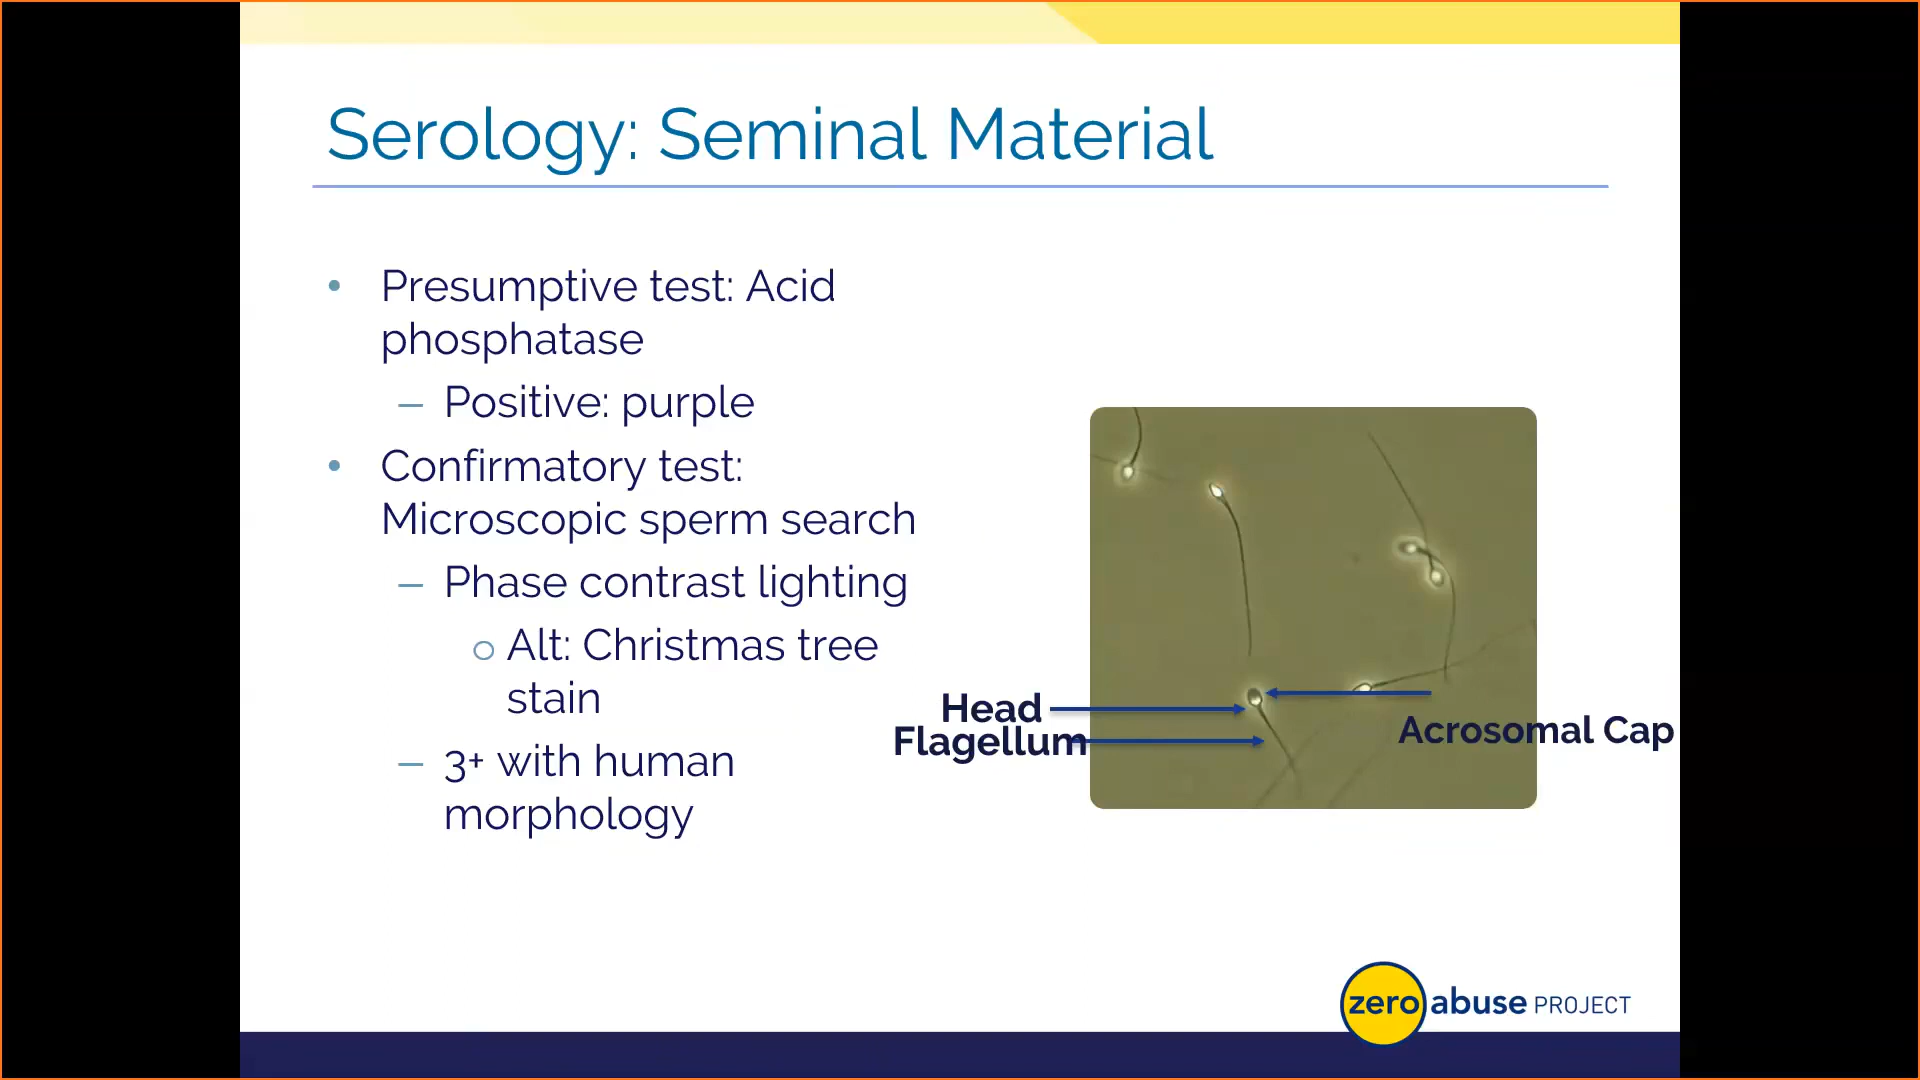 Serology: Seminal Material
• Presumptive test: Acid
phosphatase
– Positive: purple
• Confirmatory test:
Microscopic sperm search
– Phase contrast lighting
o Alt: Christmas tree
stain
– 3+ with human
morphology
Head
Flagellum
Acrosomal Cap
zero abuse PROJECT